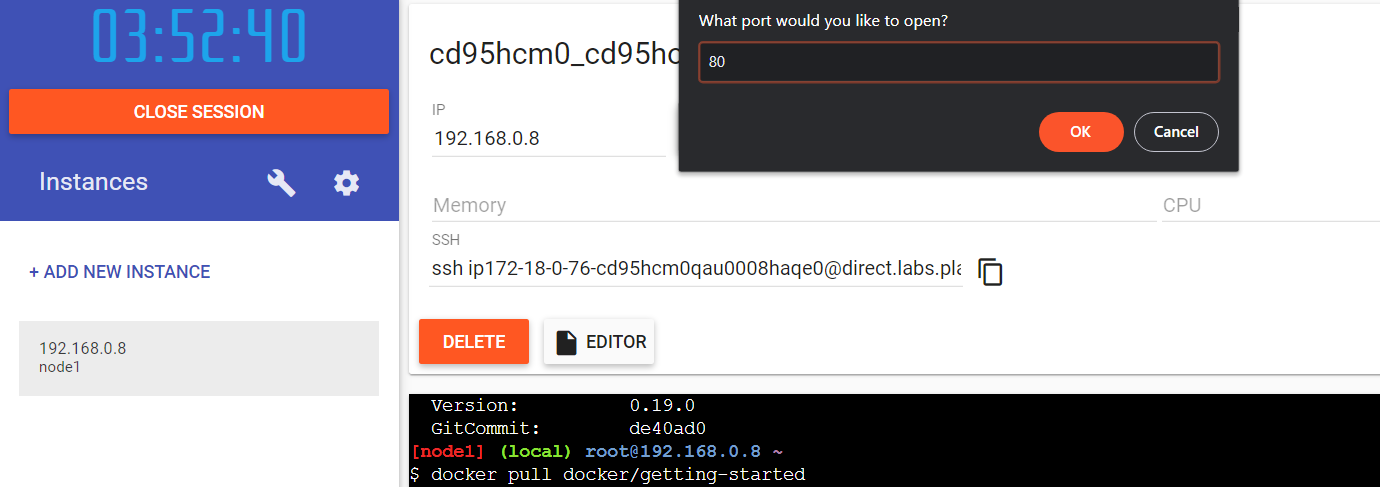 03:52:40
CLOSE SESSION
Instances
+ ADD NEW INSTANCE
192.168.0.8
node1
cd95hcm0_cd95hc
IP
192.168.0.8
Memory
CPU
SSH
ssh ip172-18-0-76-cd95hcm0qau0008haqe0@direct.labs.pla
DELETE
EDITOR
What port would you like to open?
80
OK
Cancel
Version: 0.19.0
GitCommit: de40ad0
[node1] (local) root@192.168.0.8 ~
$ docker pull docker/getting-started